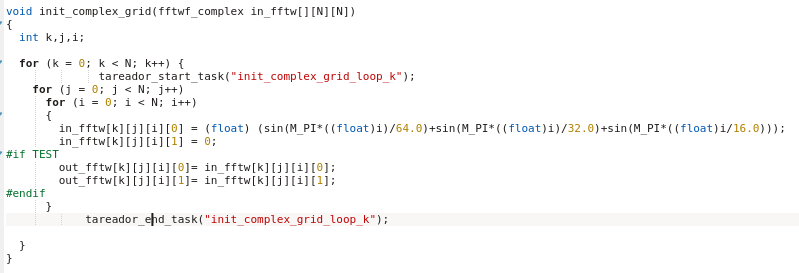 void init_complex_grid(fftwf_complex in_fftw[][N][N])
{
int k,j,i;
for (k = 0; k < N; k++) {
tareador_start_task("init_complex_grid_loop_k");
for (j = 0; j < N; j++)
for (i = 0; i < N; i++)
{
in_fftw[k][j][i][0] = (float) (sin(M_PI*((float)i)/64.0)+sin(M_PI*((float)i)/32.0)+sin(M_PI*((float)i/16.0)));
in_fftw[k][j][i][1] = 0;
#if TEST
out_fftw[k][j][i][0]= in_fftw[k][j][i][0];
out_fftw[k][j][i][1]= in_fftw[k][j][i][1];
#endif
}
tareador_end_task("init_complex_grid_loop_k");
}
}